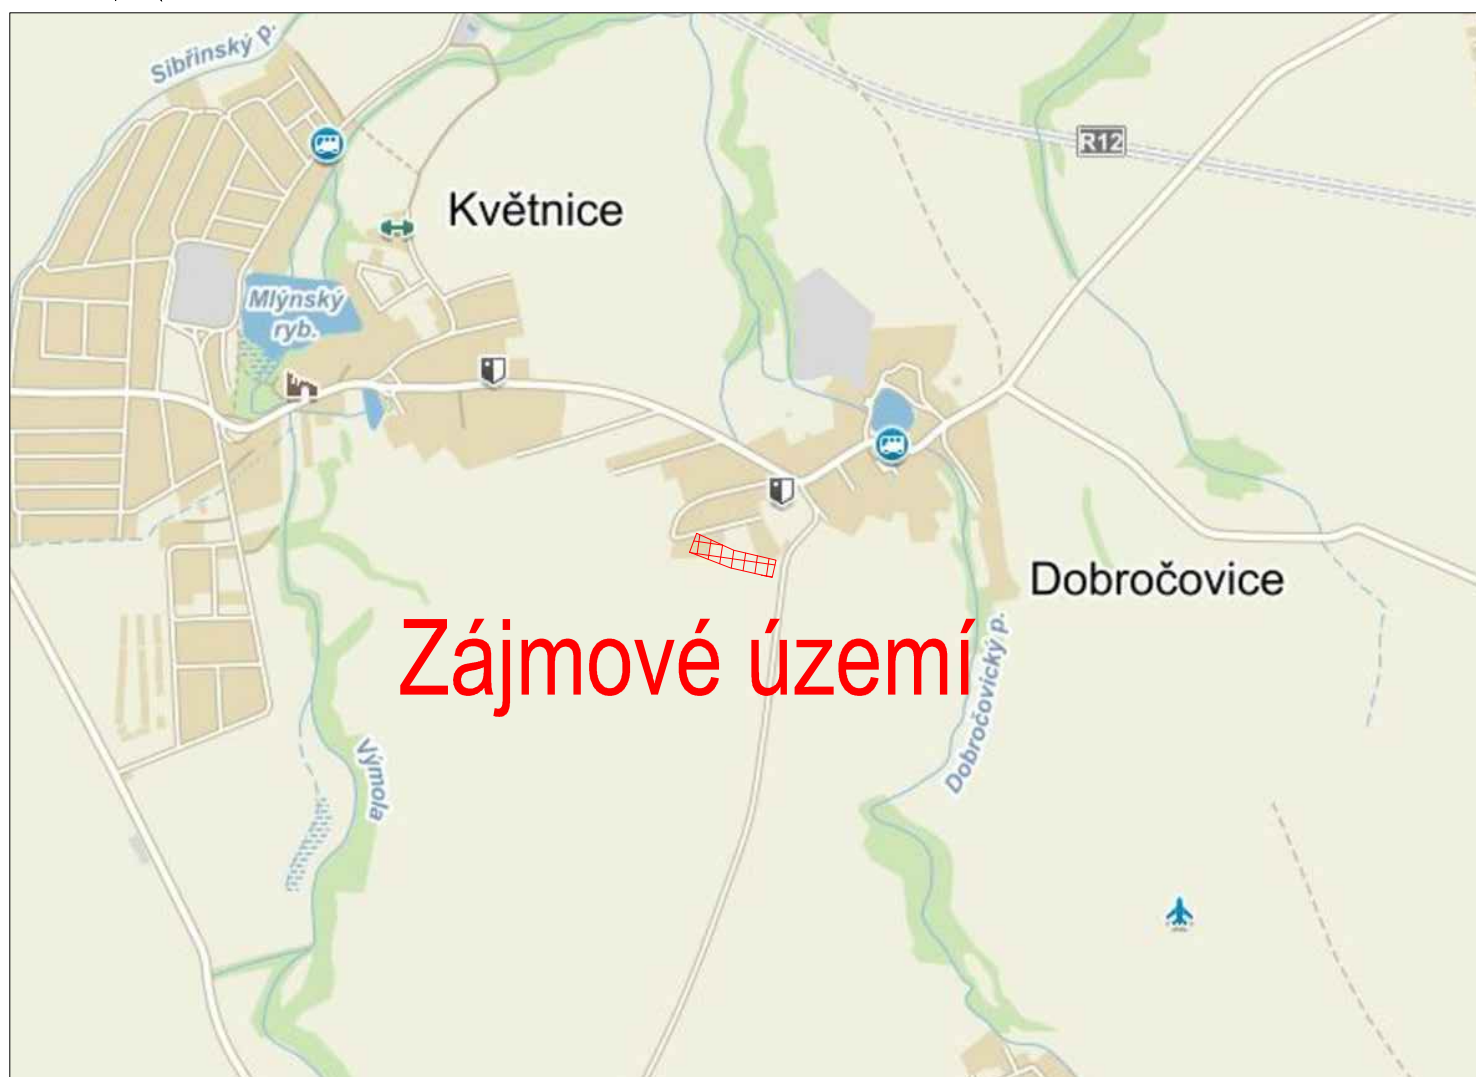 Sibřinský p.
R12
Květnice
Mlýnský
ryb.
Dobročovice
Zájmové území
Dobročovický p.
Výmola